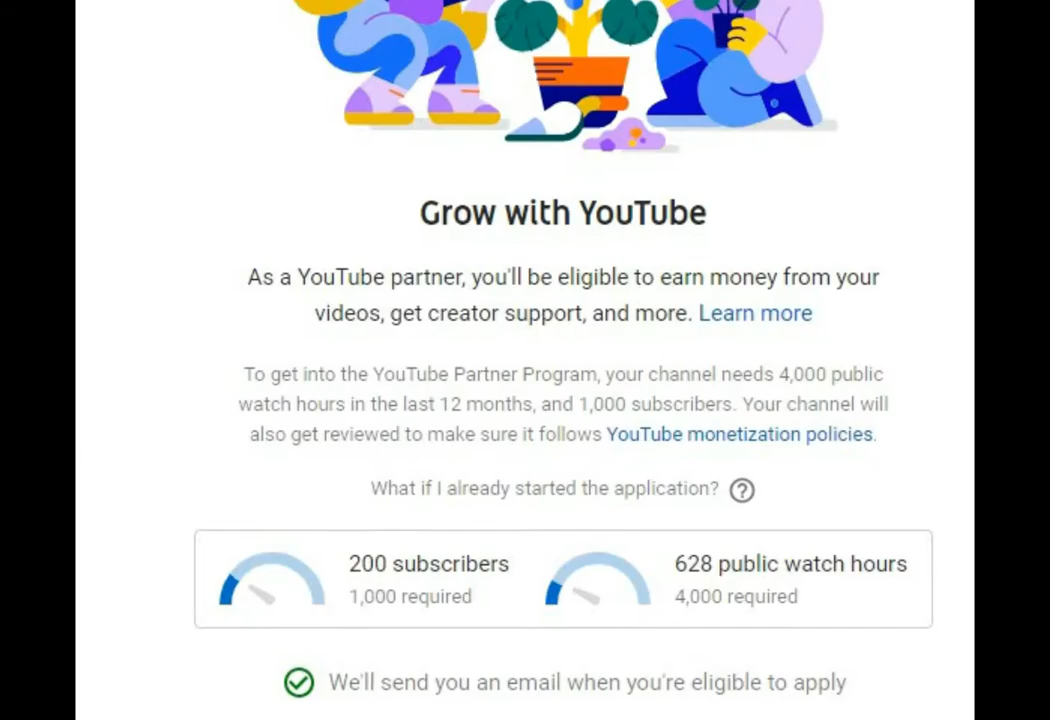 Grow with YouTube
As a YouTube partner, you'll be eligible to earn money from your
videos, get creator support, and more. Learn more
To get into the YouTube Partner Program, your channel needs 4,000 public
watch hours in the last 12 months, and 1,000 subscribers. Your channel will
also get reviewed to make sure it follows YouTube monetization policies.
What if I already started the application? ?
200 subscribers
1,000 required
628 public watch hours
4,000 required
We'll send you an email when you're eligible to apply